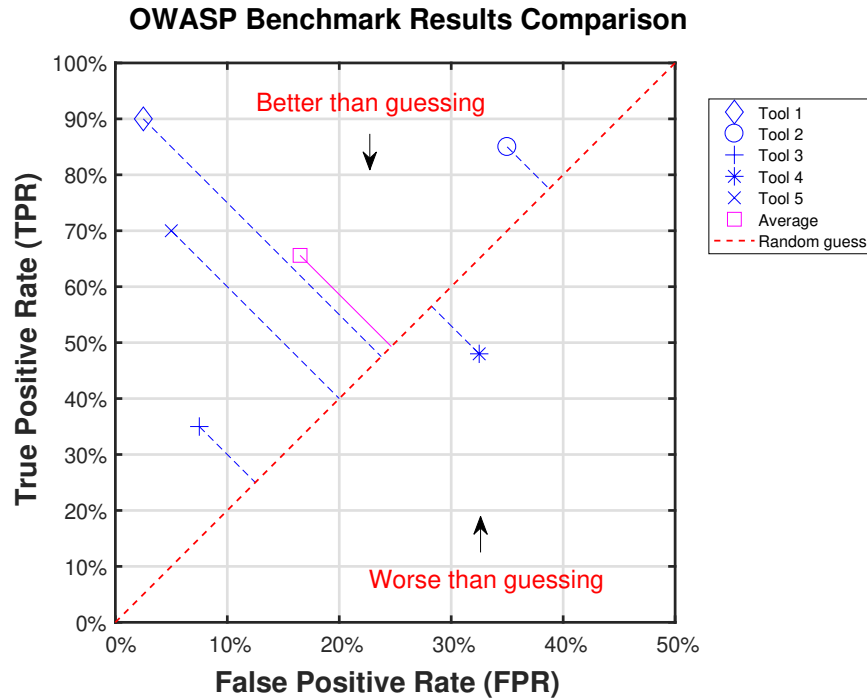 OWASP Benchmark Results Comparison
100%
90%
80%
70%
60%
50%
40%
30%
20%
10%
0%
True Positive Rate (TPR)
Better than guessing
Worse than guessing
0%
10%
20%
30%
40%
50%
False Positive Rate (FPR)
Tool 1
Tool 2
Tool 3
Tool 4
Tool 5
Average
Random guess